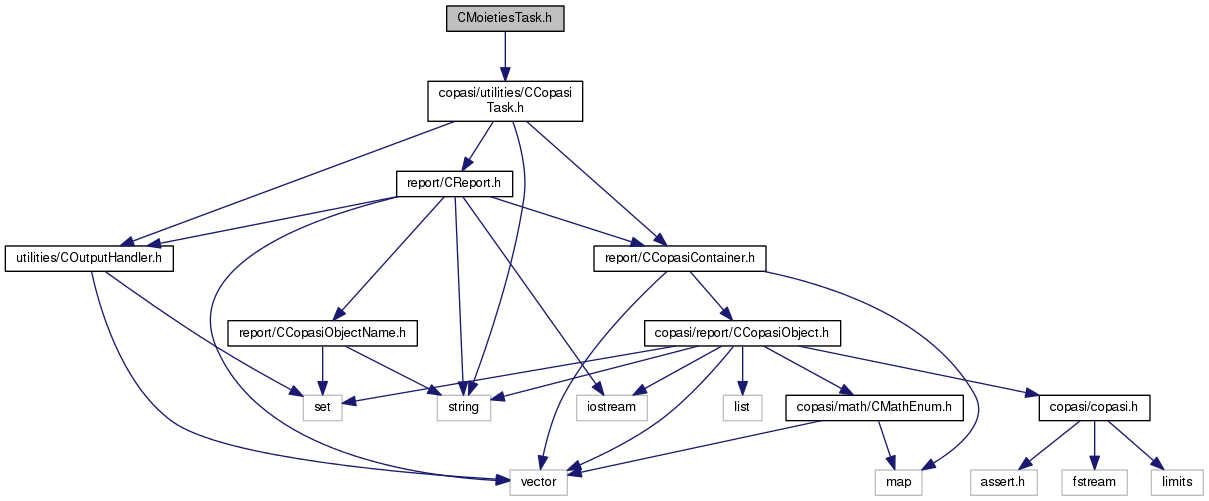 CMoietiesTask.h
copasi/utilities/CCopasi
Task.h
report/CReport.h
utilities/COutputHandler.h
report/CCopasiContainer.h
report/CCopasiObjectName.h
copasi/report/CCopasiObject.h
set
string
iostream
list
copasi/math/CMathEnum.h
copasi/copasi.h
vector
map
assert.h
fstream
limits